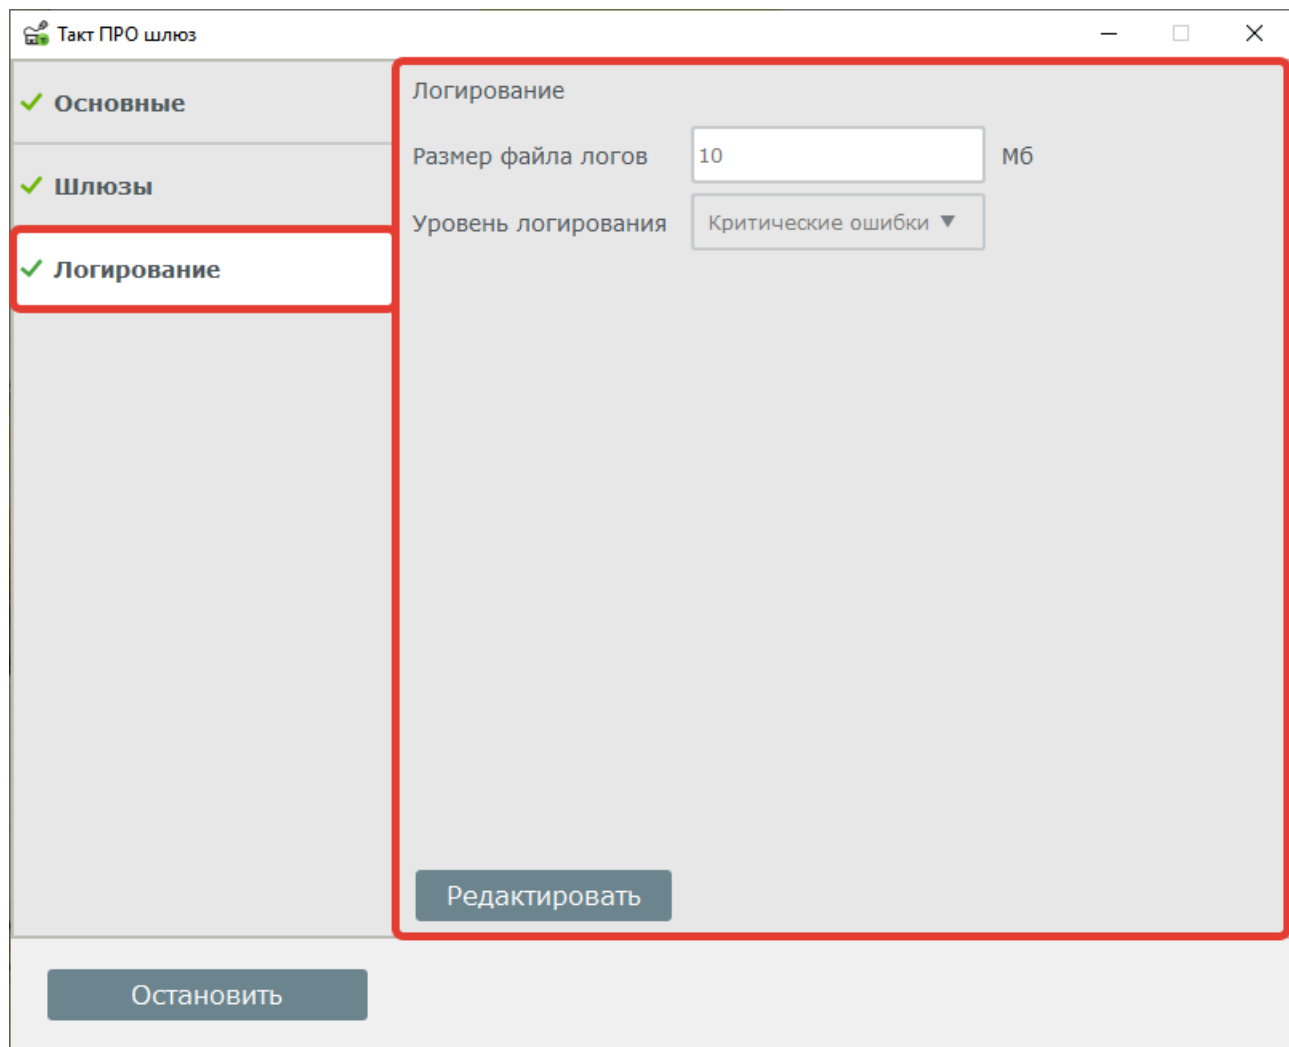 Такт ПРО шлюз
Основные
Шлюзы
Логирование
Логирование
Размер файла логов 10 Мб
Уровень логирования Критические ошибки
Редактировать
Остановить